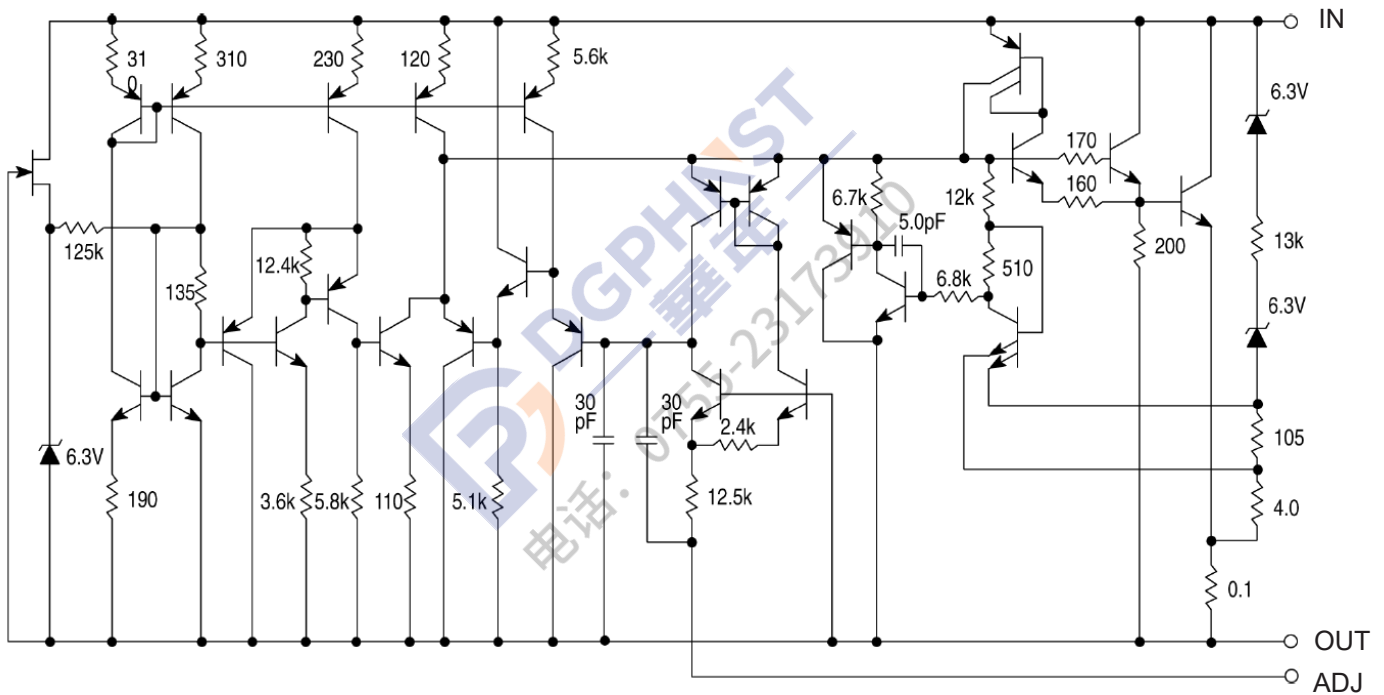 IN
31
0
310
230
120
5.6k
6.3V
170
160
6.7k
12k
5.0pF
125k
12.4k
510
6.8k
200
13k
135
6.3V
DGPHNST
華年
电话：0755-23173910
30
pF
30
pF
2.4k
105
6.3V
190
3.6k
5.8k
110
5.1k
12.5k
4.0
0.1
OUT
ADJ